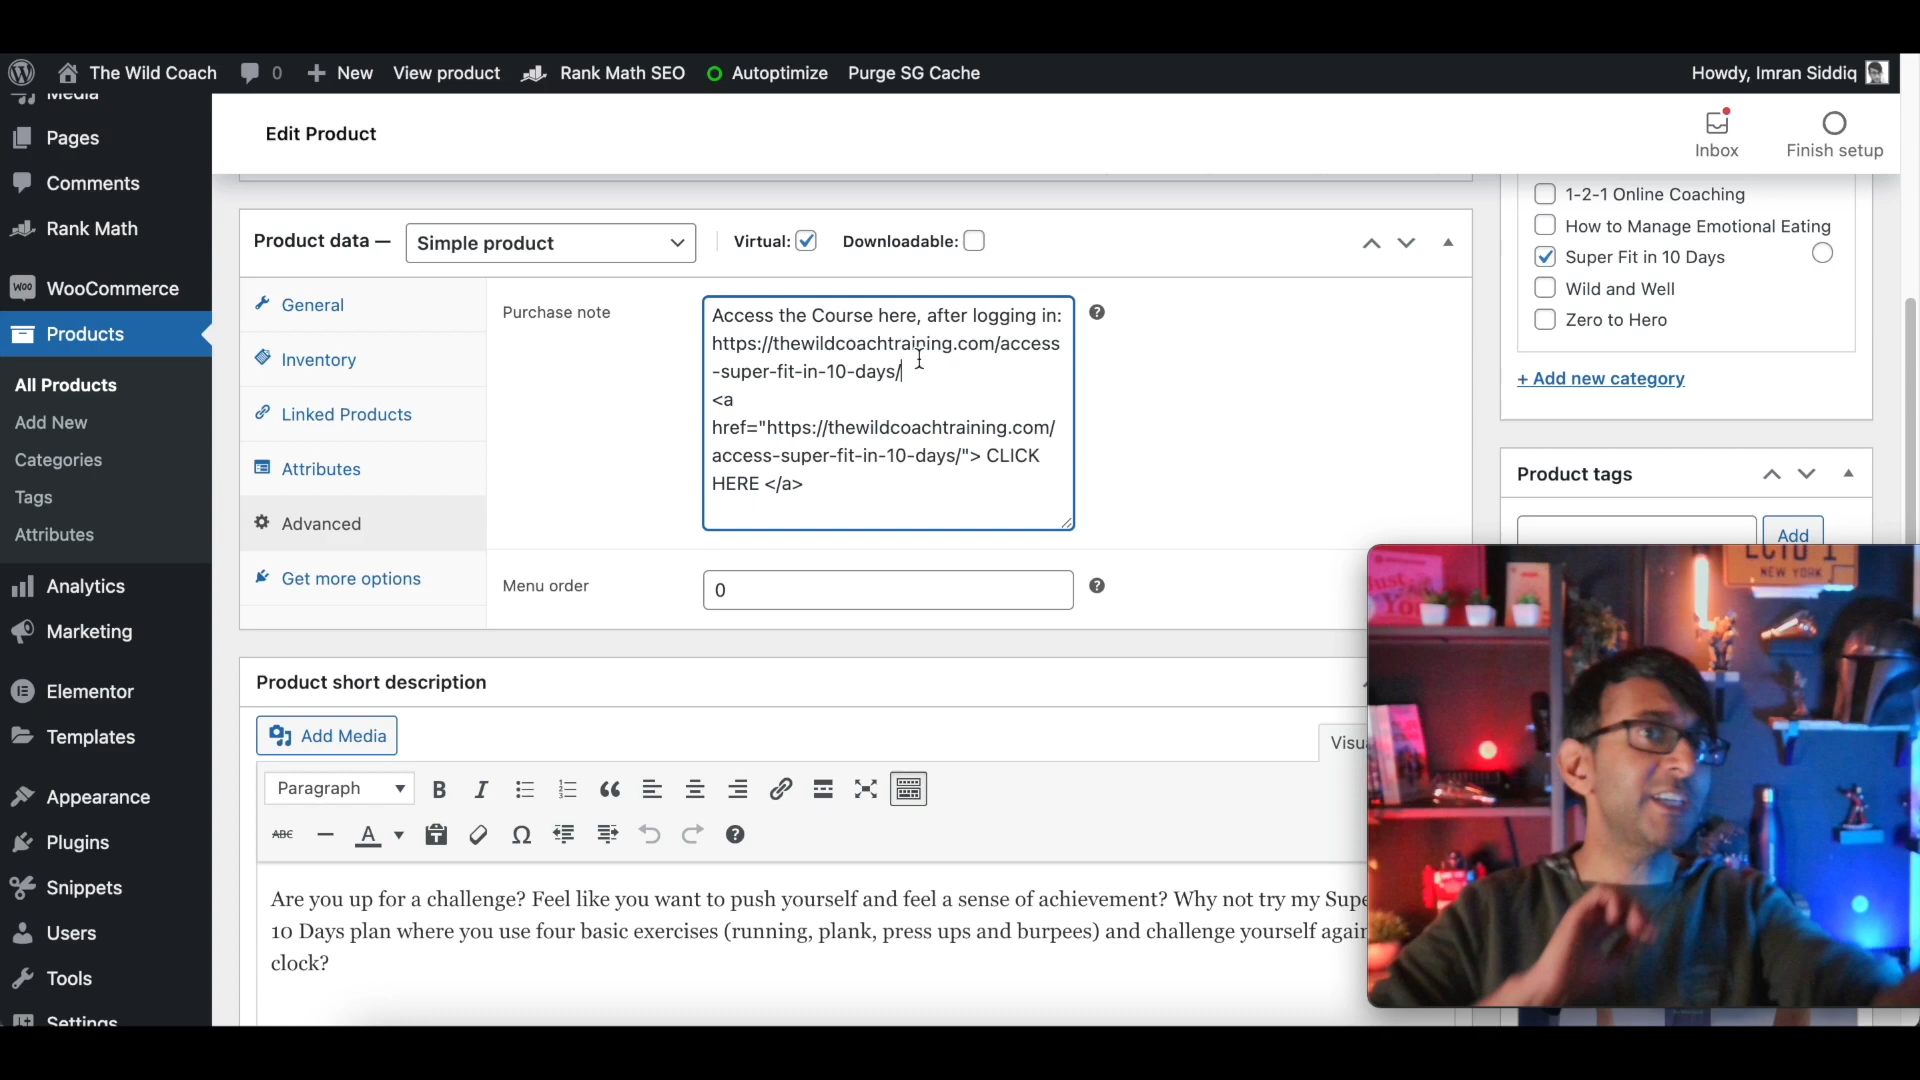 The Wild Coach 0 New View product Rank Math SEO Autoptimize Purge SG Cache Howdy, Imran Siddiq
Media
Pages
Comments
Rank Math
WooCommerce
Products
All Products
Add New
Categories
Tags
Attributes
Analytics
Marketing
Elementor
Templates
Appearance
Plugins
Snippets
Users
Tools
Settings
Edit Product
Inbox
Finish setup
Product data — Simple product Virtual: Downloadable:
General
Inventory
Linked Products
Attributes
Advanced
Get more options
Purchase note
Access the Course here, after logging in:
https://thewildcoachtraining.com/access
-super-fit-in-10-days/
<a
href="https://thewildcoachtraining.com/
access-super-fit-in-10-days/"> CLICK
HERE </a>
Menu order
0
Product short description
Add Media
Visu
Paragraph
Are you up for a challenge? Feel like you want to push yourself and feel a sense of achievement? Why not try my Supe
10 Days plan where you use four basic exercises (running, plank, press ups and burpees) and challenge yourself again
clock?
1-2-1 Online Coaching
How to Manage Emotional Eating
Super Fit in 10 Days
Wild and Well
Zero to Hero
+ Add new category
Product tags
Add
ECTO 1
NEW YORK